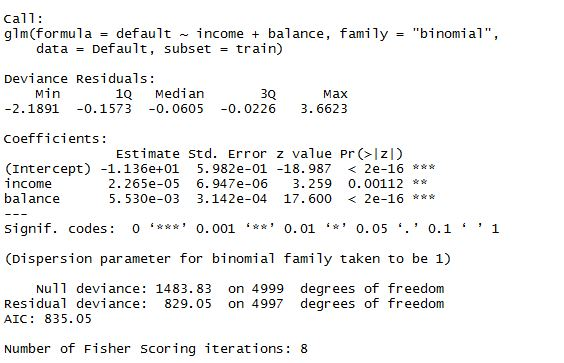 Call:
glm(formula = default ~ income + balance, family = "binomial",
    data = Default, subset = train)

Deviance Residuals:
    Min       1Q   Median       3Q      Max
-2.1891  -0.1573  -0.0605  -0.0226   3.6623

Coefficients:
              Estimate Std. Error z value Pr(>|z|)
(Intercept) -1.136e+01  5.982e-01 -18.987  < 2e-16 ***
income       2.265e-05  6.947e-06   3.259  0.00112 **
balance      5.530e-03  3.142e-04  17.600  < 2e-16 ***
---
Signif. codes:  0 ‘***’ 0.001 ‘**’ 0.01 ‘*’ 0.05 ‘.’ 0.1 ‘ ’ 1

(Dispersion parameter for binomial family taken to be 1)

    Null deviance: 1483.83  on 4999  degrees of freedom
Residual deviance:  829.05  on 4997  degrees of freedom
AIC: 835.05

Number of Fisher Scoring iterations: 8